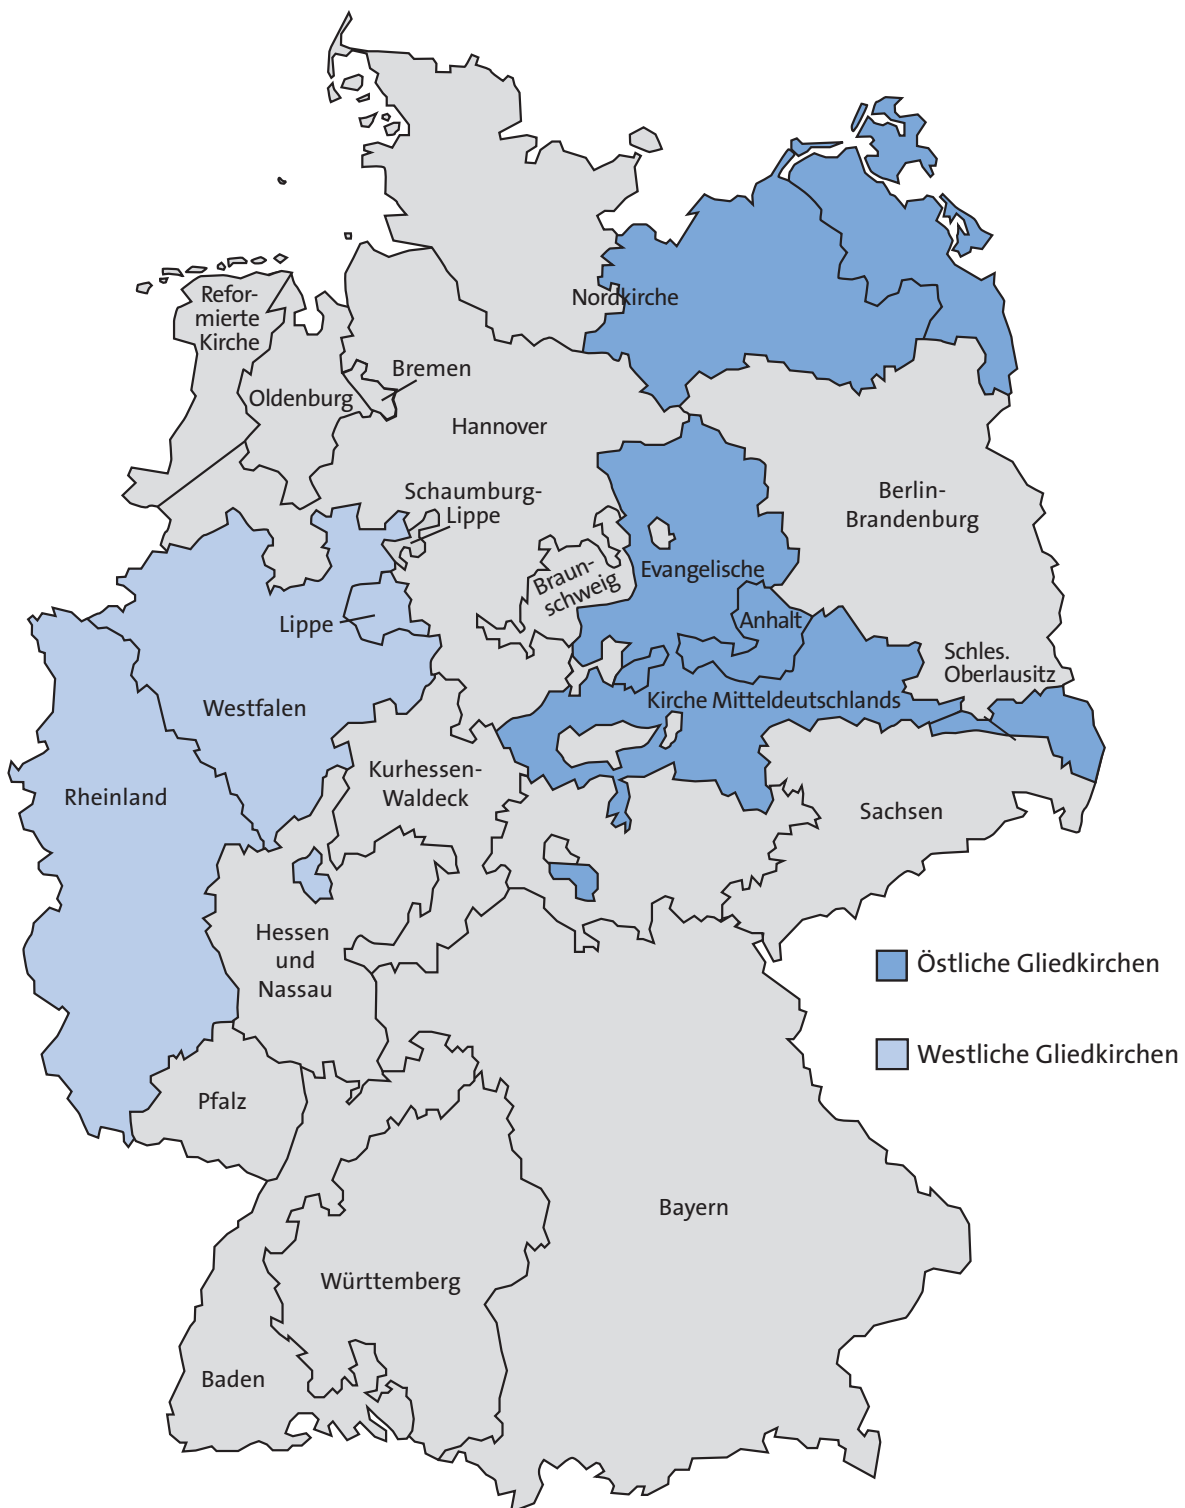 Nordkirche
Refor-
mierte
Kirche
Bremen
Oldenburg
Hannover
Schaumburg-
Lippe
Berlin-
Brandenburg
Braun-
schweig
Evangelische
Anhalt
Lippe
Schles.
Oberlausitz
Westfalen
Kirche Mitteldeutschlands
Kurhessen-
Waldeck
Rheinland
Sachsen
Hessen
und
Nassau
Östliche Gliedkirchen
Westliche Gliedkirchen
Pfalz
Bayern
Württemberg
Baden